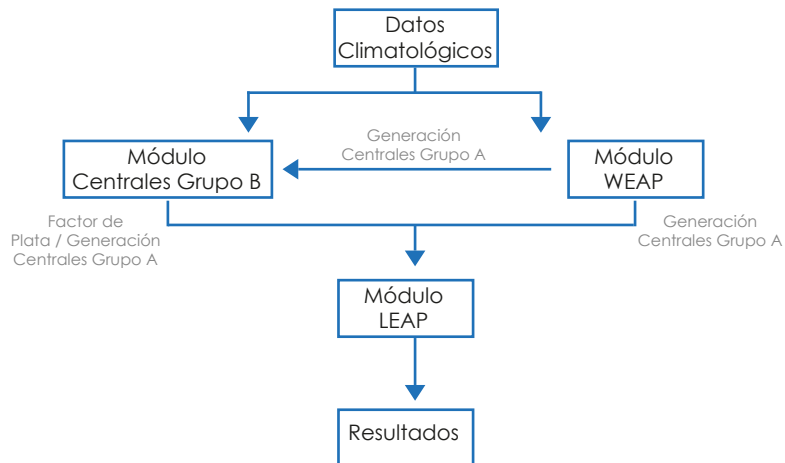 Datos
Climatológicos
Generación
Centrales Grupo A
Módulo
Centrales Grupo B
Módulo
WEAP
Factor de
Plata / Generación
Centrales Grupo A
Generación
Centrales Grupo A
Módulo
LEAP
Resultados